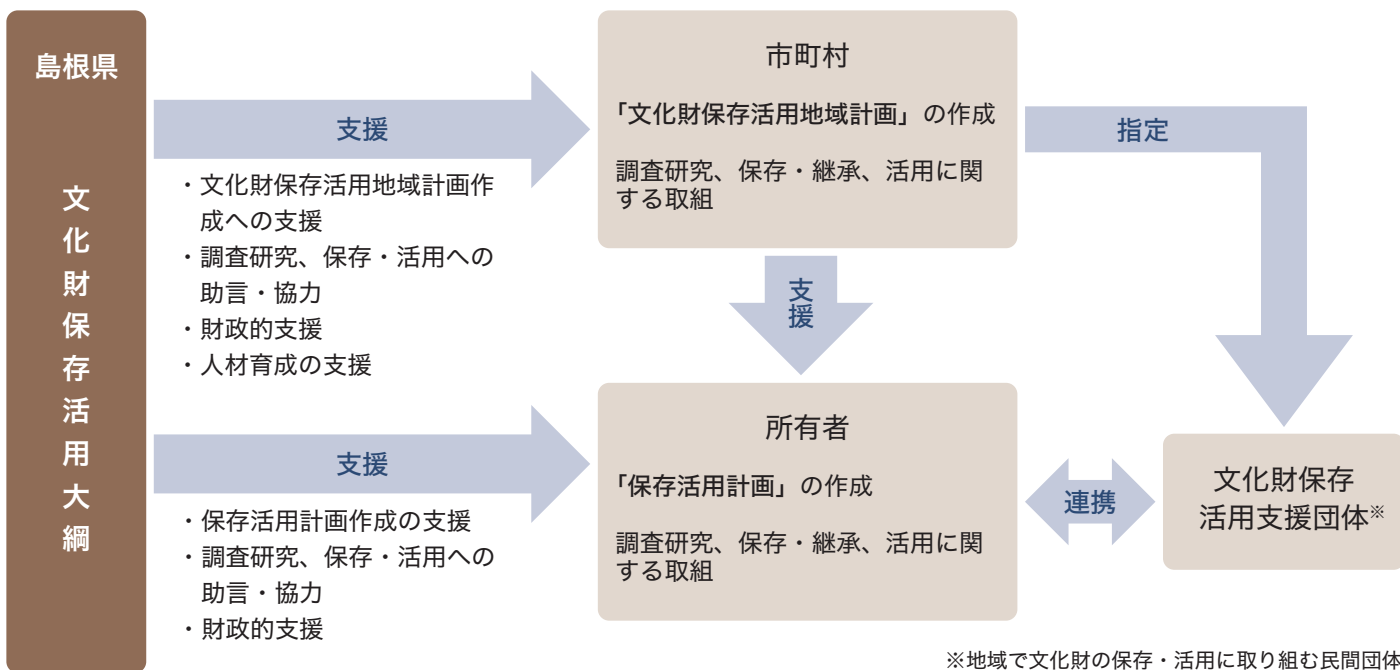 島根県
文化財保存活用大綱
支援
・文化財保存活用地域計画作
成への支援
・調査研究、保存・活用への
助言・協力
・財政的支援
・人材育成の支援
支援
・保存活用計画作成の支援
・調査研究、保存・活用への
助言・協力
・財政的支援
市町村
「文化財保存活用地域計画」の作成
調査研究、保存・継承、活用に関
する取組
支援
所有者
「保存活用計画」の作成
調査研究、保存・継承、活用に関
する取組
指定
連携
文化財保存
活用支援団体※
※地域で文化財の保存・活用に取り組む民間団体